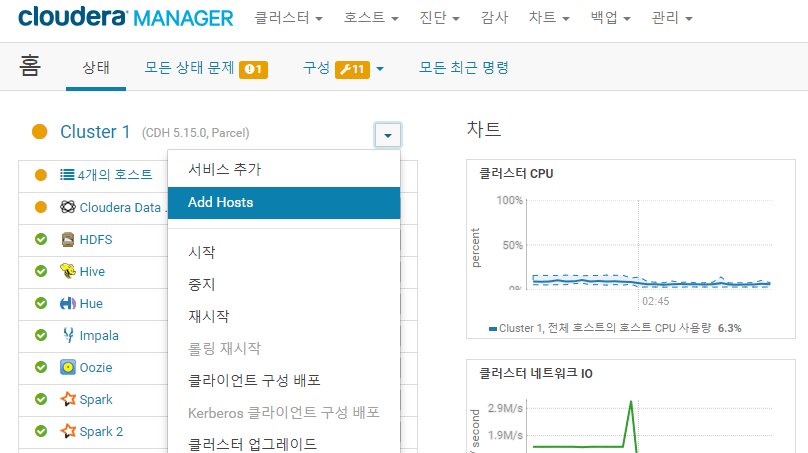 cloudera MANAGER 클러스터 호스트 진단 감사 차트 백업 관리
홈 상태 모든 상태 문제 1 구성 11 모든 최근 명령
Cluster 1 (CDH 5.15.0, Parcel)
4개의 호스트
Cloudera Data ..
HDFS
Hive
Hue
Impala
Oozie
Spark
Spark 2
서비스 추가
Add Hosts
시작
중지
재시작
롤링 재시작
클라이언트 구성 배포
Kerberos 클라이언트 구성 배포
클러스터 업그레이드
차트
클러스터 CPU
percent
100%
50%
0%
02:45
Cluster 1, 전체 호스트의 호스트 CPU 사용량 6.3%
클러스터 네트워크 IO
/ second
2.9M/s
1.9M/s